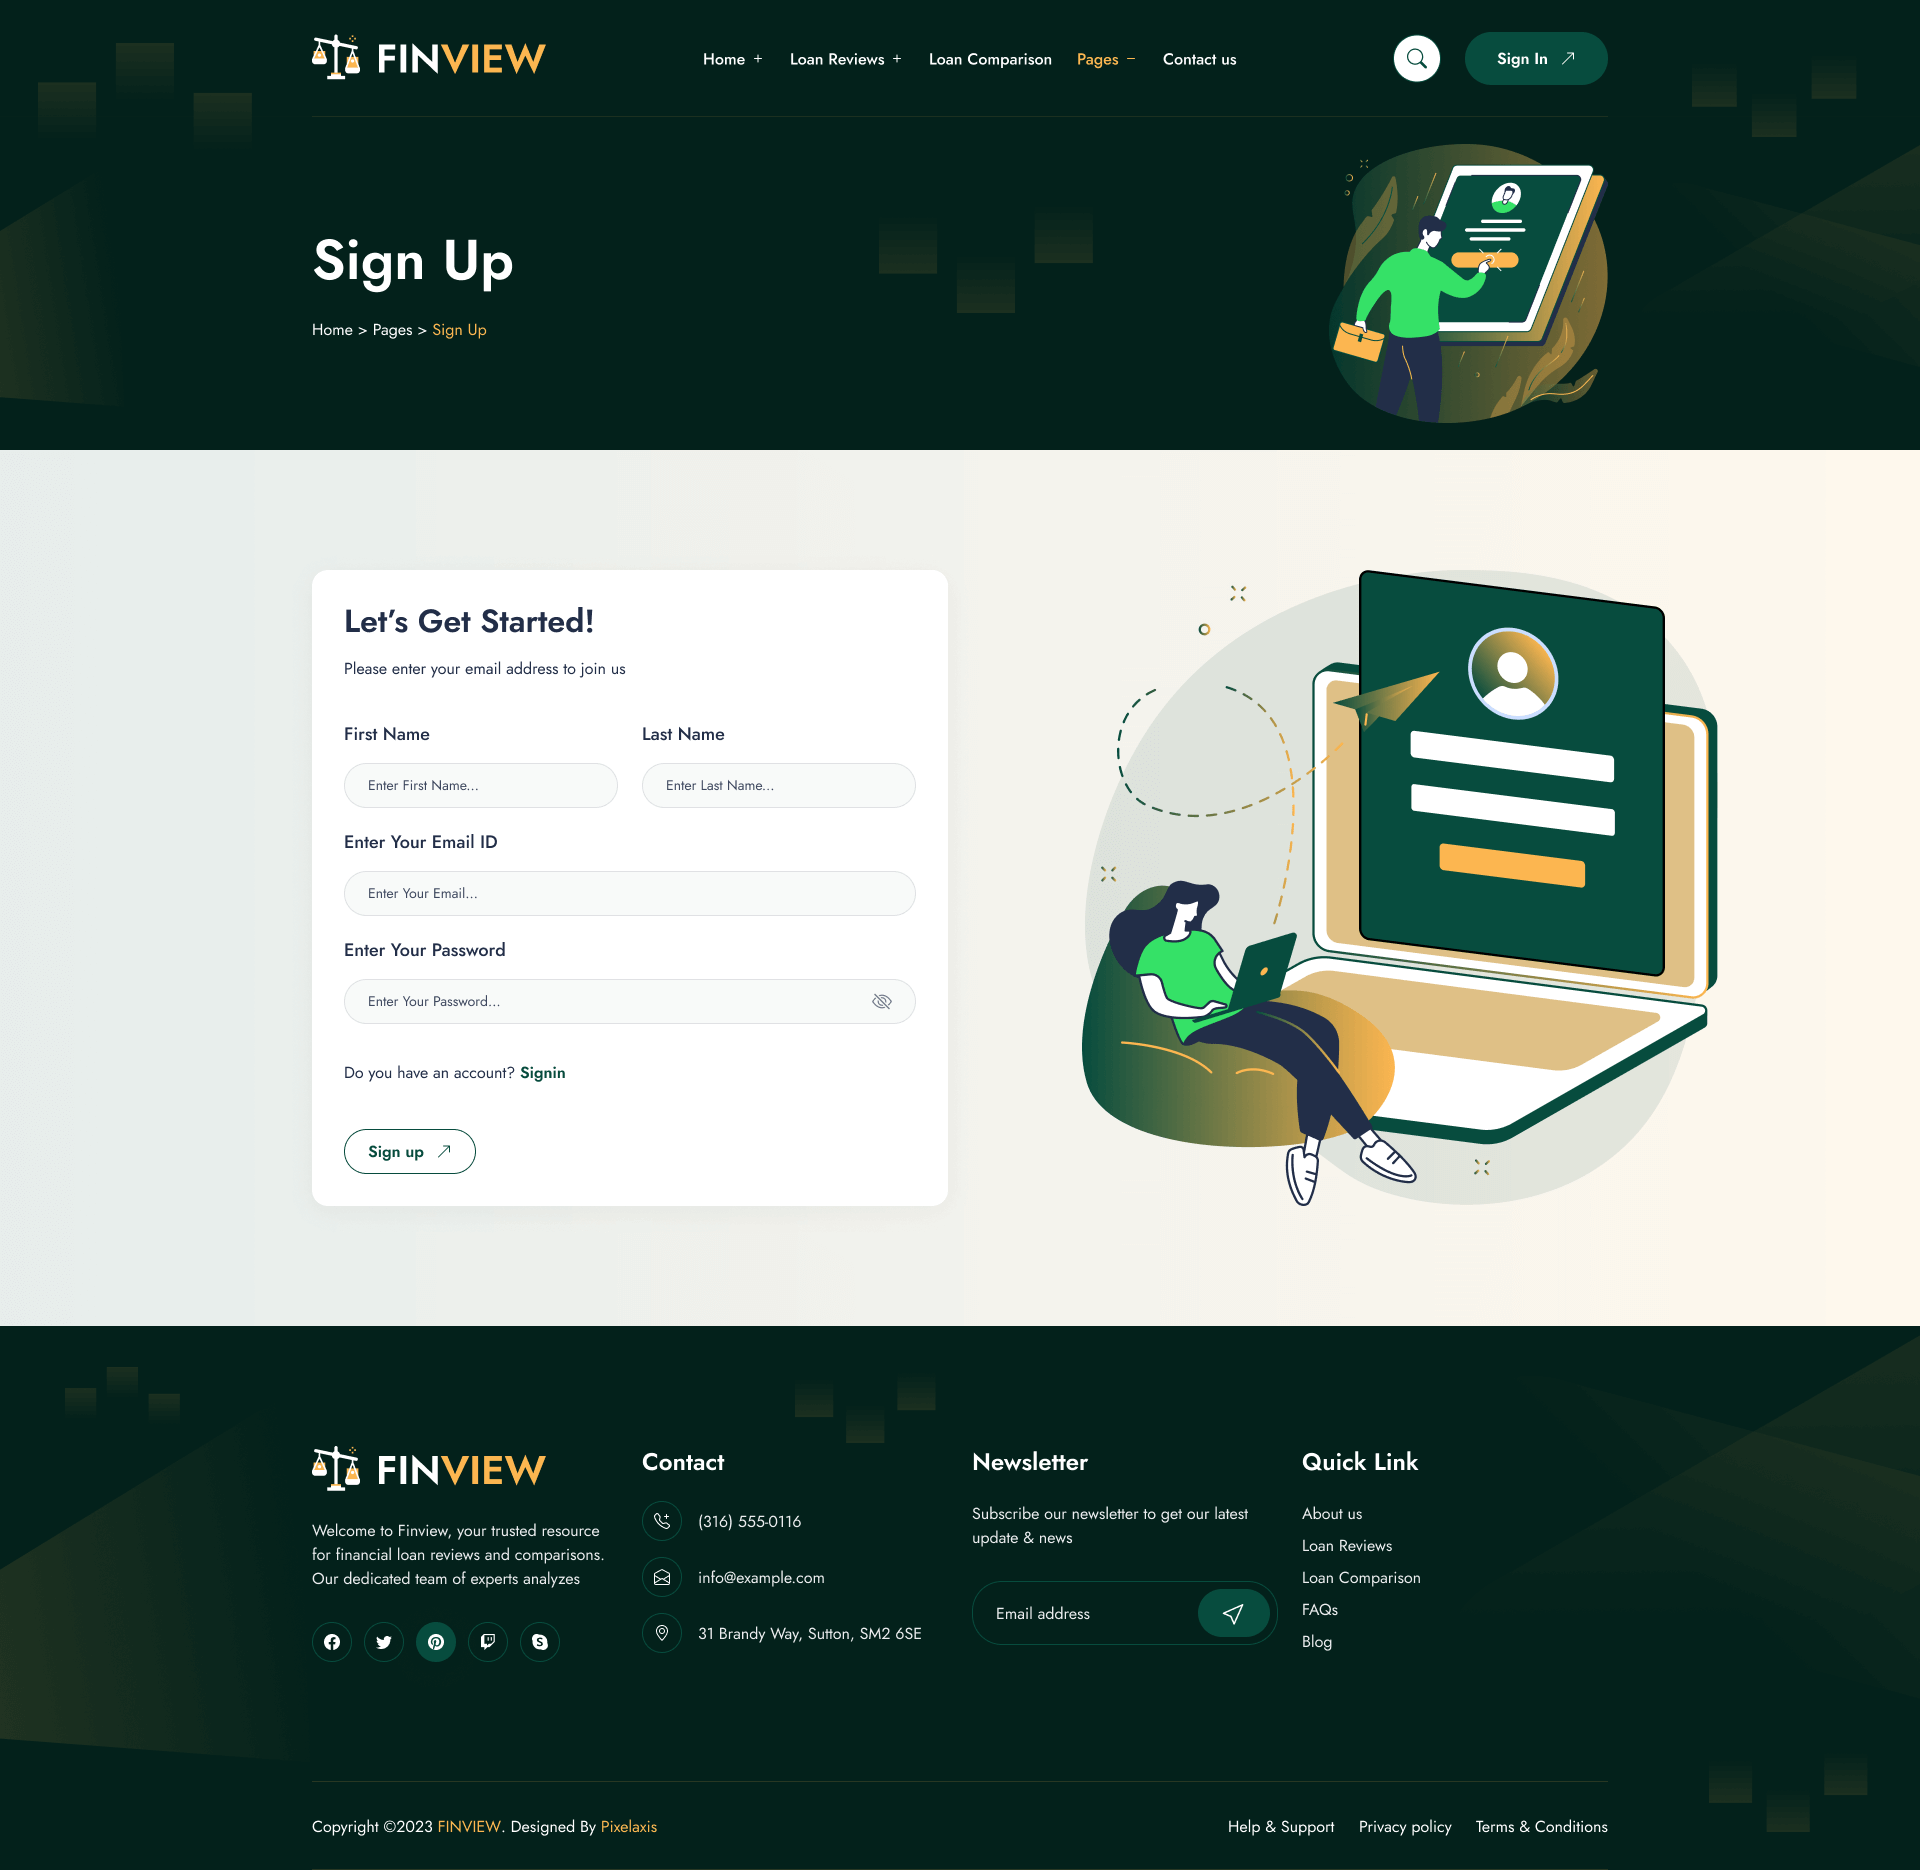 FINVIEW
Home + Loan Reviews + Loan Comparison Pages − Contact us
Sign In
Sign Up
Home > Pages > Sign Up
Let’s Get Started!
Please enter your email address to join us
First Name
Last Name
Enter First Name...
Enter Last Name...
Enter Your Email ID
Enter Your Email...
Enter Your Password
Enter Your Password...
Do you have an account? Signin
Sign up
FINVIEW
Welcome to Finview, your trusted resource
for financial loan reviews and comparisons.
Our dedicated team of experts analyzes
Contact
(316) 555-0116
info@example.com
31 Brandy Way, Sutton, SM2 6SE
Newsletter
Subscribe our newsletter to get our latest
update & news
Email address
Quick Link
About us
Loan Reviews
Loan Comparison
FAQs
Blog
Copyright ©2023 FINVIEW. Designed By Pixelaxis
Help & Support Privacy policy Terms & Conditions